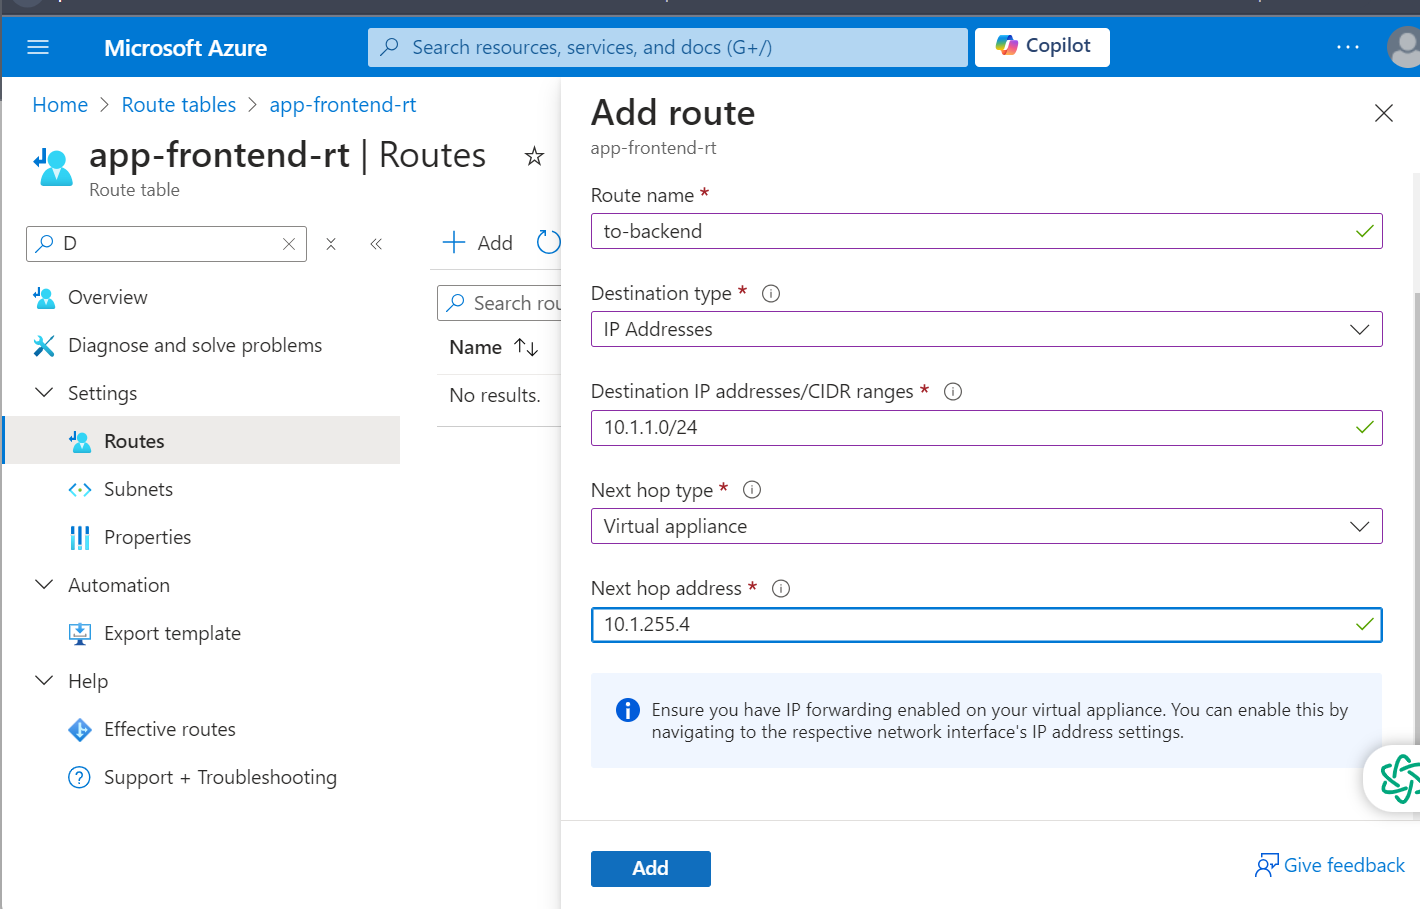 Microsoft Azure
Search resources, services, and docs (G+/)
Copilot
Home > Route tables > app-frontend-rt
app-frontend-rt | Routes
Route table
D
Overview
Diagnose and solve problems
Settings
Routes
Subnets
Properties
Automation
Export template
Help
Effective routes
Support + Troubleshooting
Add
Search rou
Name
No results.
Add route
app-frontend-rt
Route name *
to-backend
Destination type *
IP Addresses
Destination IP addresses/CIDR ranges *
10.1.1.0/24
Next hop type *
Virtual appliance
Next hop address *
10.1.255.4
Ensure you have IP forwarding enabled on your virtual appliance. You can enable this by
navigating to the respective network interface's IP address settings.
Add
Give feedback